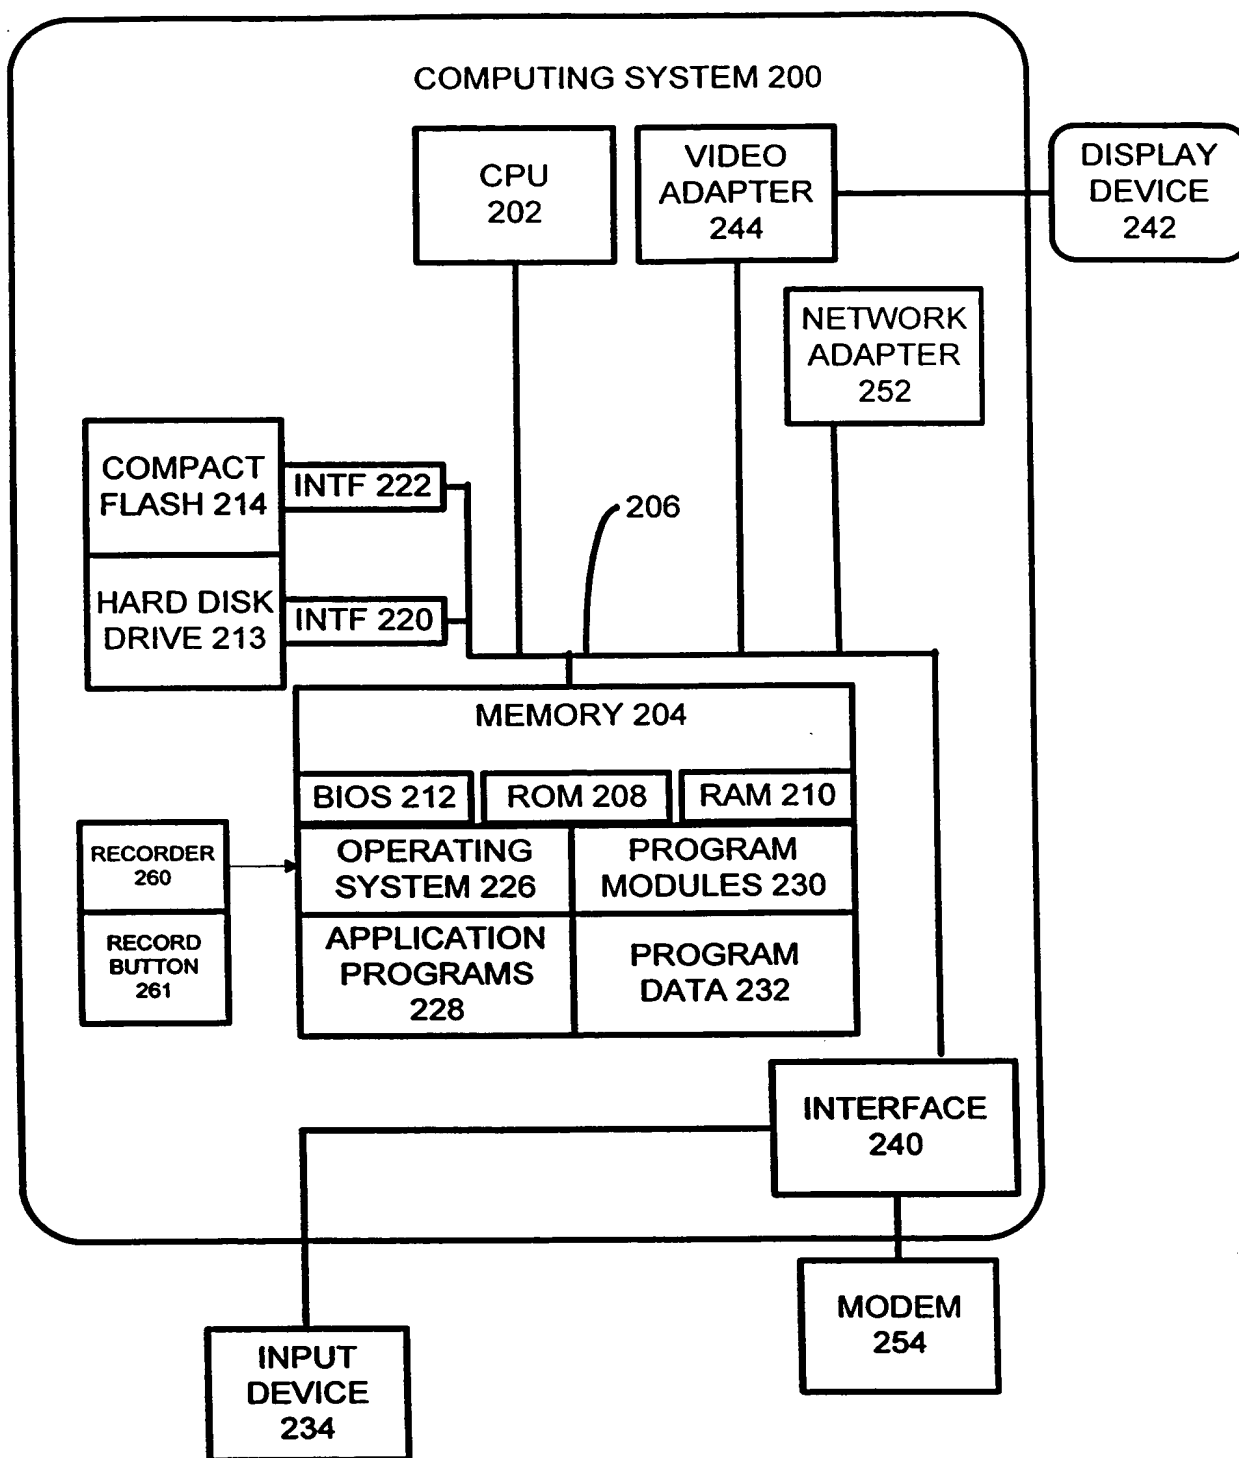 COMPUTING SYSTEM 200
CPU
202
VIDEO
ADAPTER
244
DISPLAY
DEVICE
242
NETWORK
ADAPTER
252
COMPACT
FLASH 214
INTF 222
206
HARD DISK
DRIVE 213
INTF 220
MEMORY 204
BIOS 212
ROM 208
RAM 210
RECORDER
260
OPERATING
SYSTEM 226
PROGRAM
MODULES 230
RECORD
BUTTON
261
APPLICATION
PROGRAMS
228
PROGRAM
DATA 232
INTERFACE
240
MODEM
254
INPUT
DEVICE
234